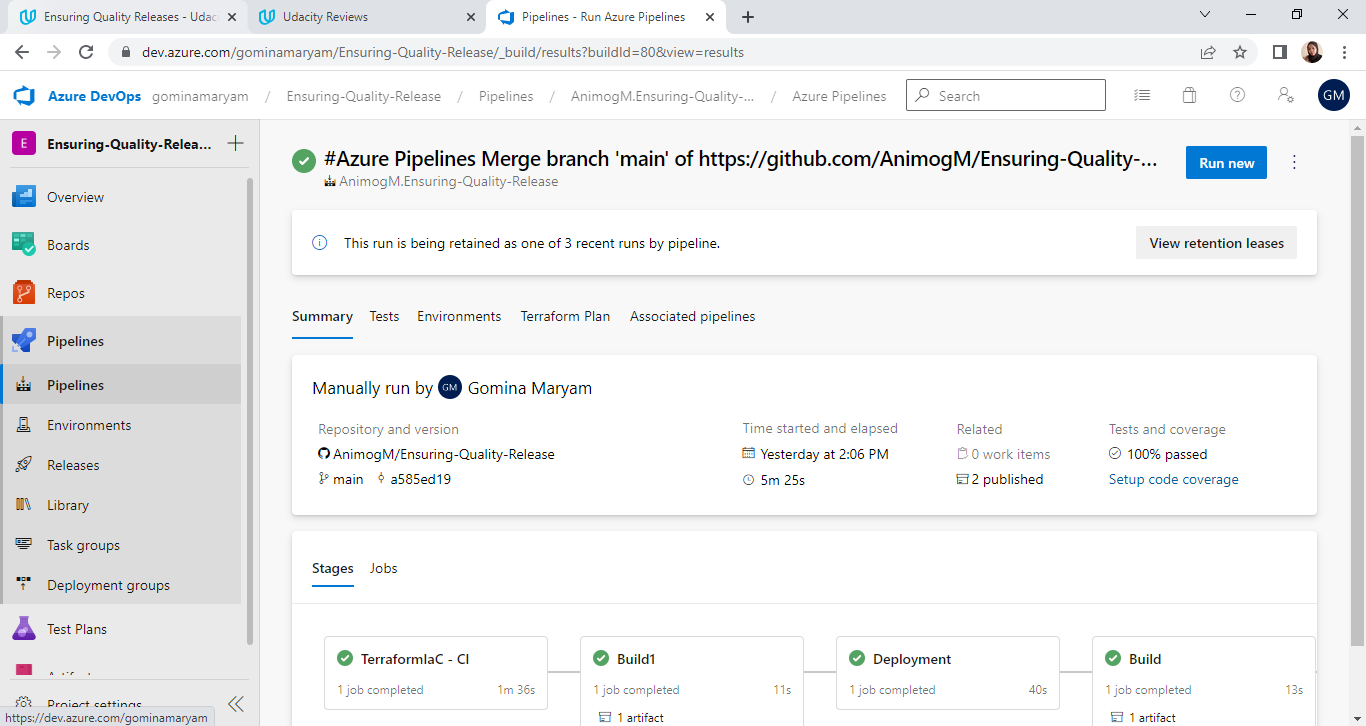 Ensuring Quality Releases - Udac
Udacity Reviews
Pipelines - Run Azure Pipelines
dev.azure.com/gominamaryam/Ensuring-Quality-Release/_build/results?buildId=80&view=results
Azure DevOps gominamaryam / Ensuring-Quality-Release / Pipelines / AnimogM.Ensuring-Quality-... / Azure Pipelines
Search
GM
E Ensuring-Quality-Relea...
Overview
Boards
Repos
Pipelines
Pipelines
Environments
Releases
Library
Task groups
Deployment groups
Test Plans
Project settings
https://dev.azure.com/gominamaryam
#Azure Pipelines Merge branch 'main' of https://github.com/AnimogM/Ensuring-Quality-...
AnimogM.Ensuring-Quality-Release
Run new
This run is being retained as one of 3 recent runs by pipeline.
View retention leases
Summary Tests Environments Terraform Plan Associated pipelines
Manually run by GM Gomina Maryam
Repository and version
AnimogM/Ensuring-Quality-Release
main a585ed19
Time started and elapsed
Yesterday at 2:06 PM
5m 25s
Related
0 work items
2 published
Tests and coverage
100% passed
Setup code coverage
Stages Jobs
TerraformIaC - CI
1 job completed 1m 36s
Build1
1 job completed 11s
1 artifact
Deployment
1 job completed 40s
Build
1 job completed 13s
1 artifact